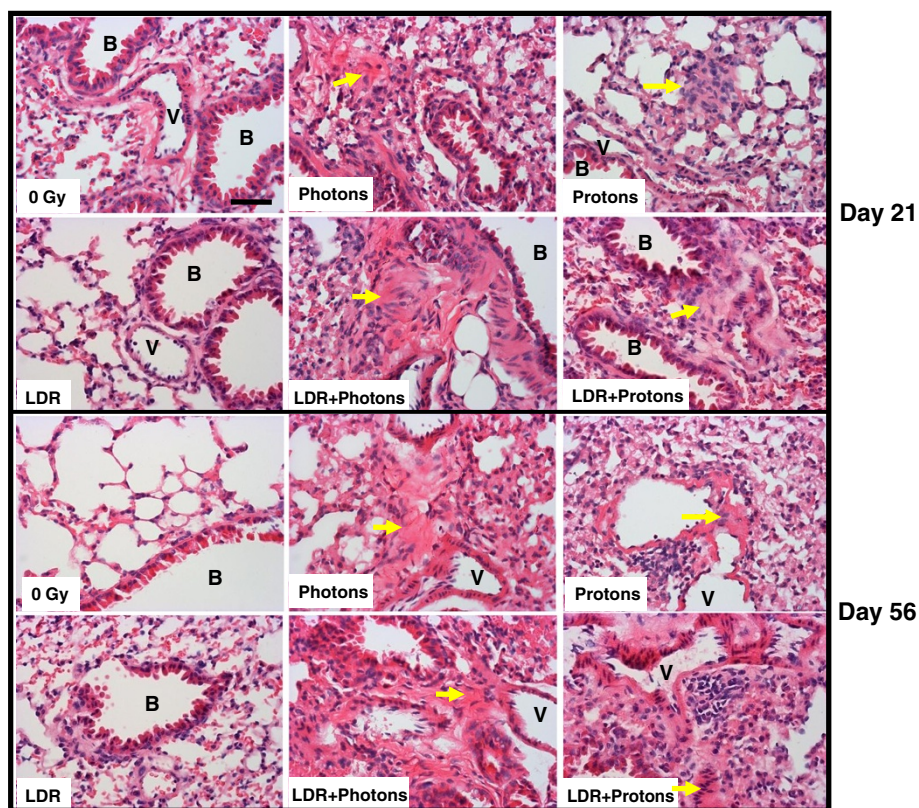 B
V
B
0 Gy
Photons
V
B
Protons
Day 21
B
V
LDR
B
LDR+Photons
B
B
LDR+Protons
B
0 Gy
V
Photons
V
Protons
Day 56
B
LDR
V
LDR+Photons
V
LDR+Protons